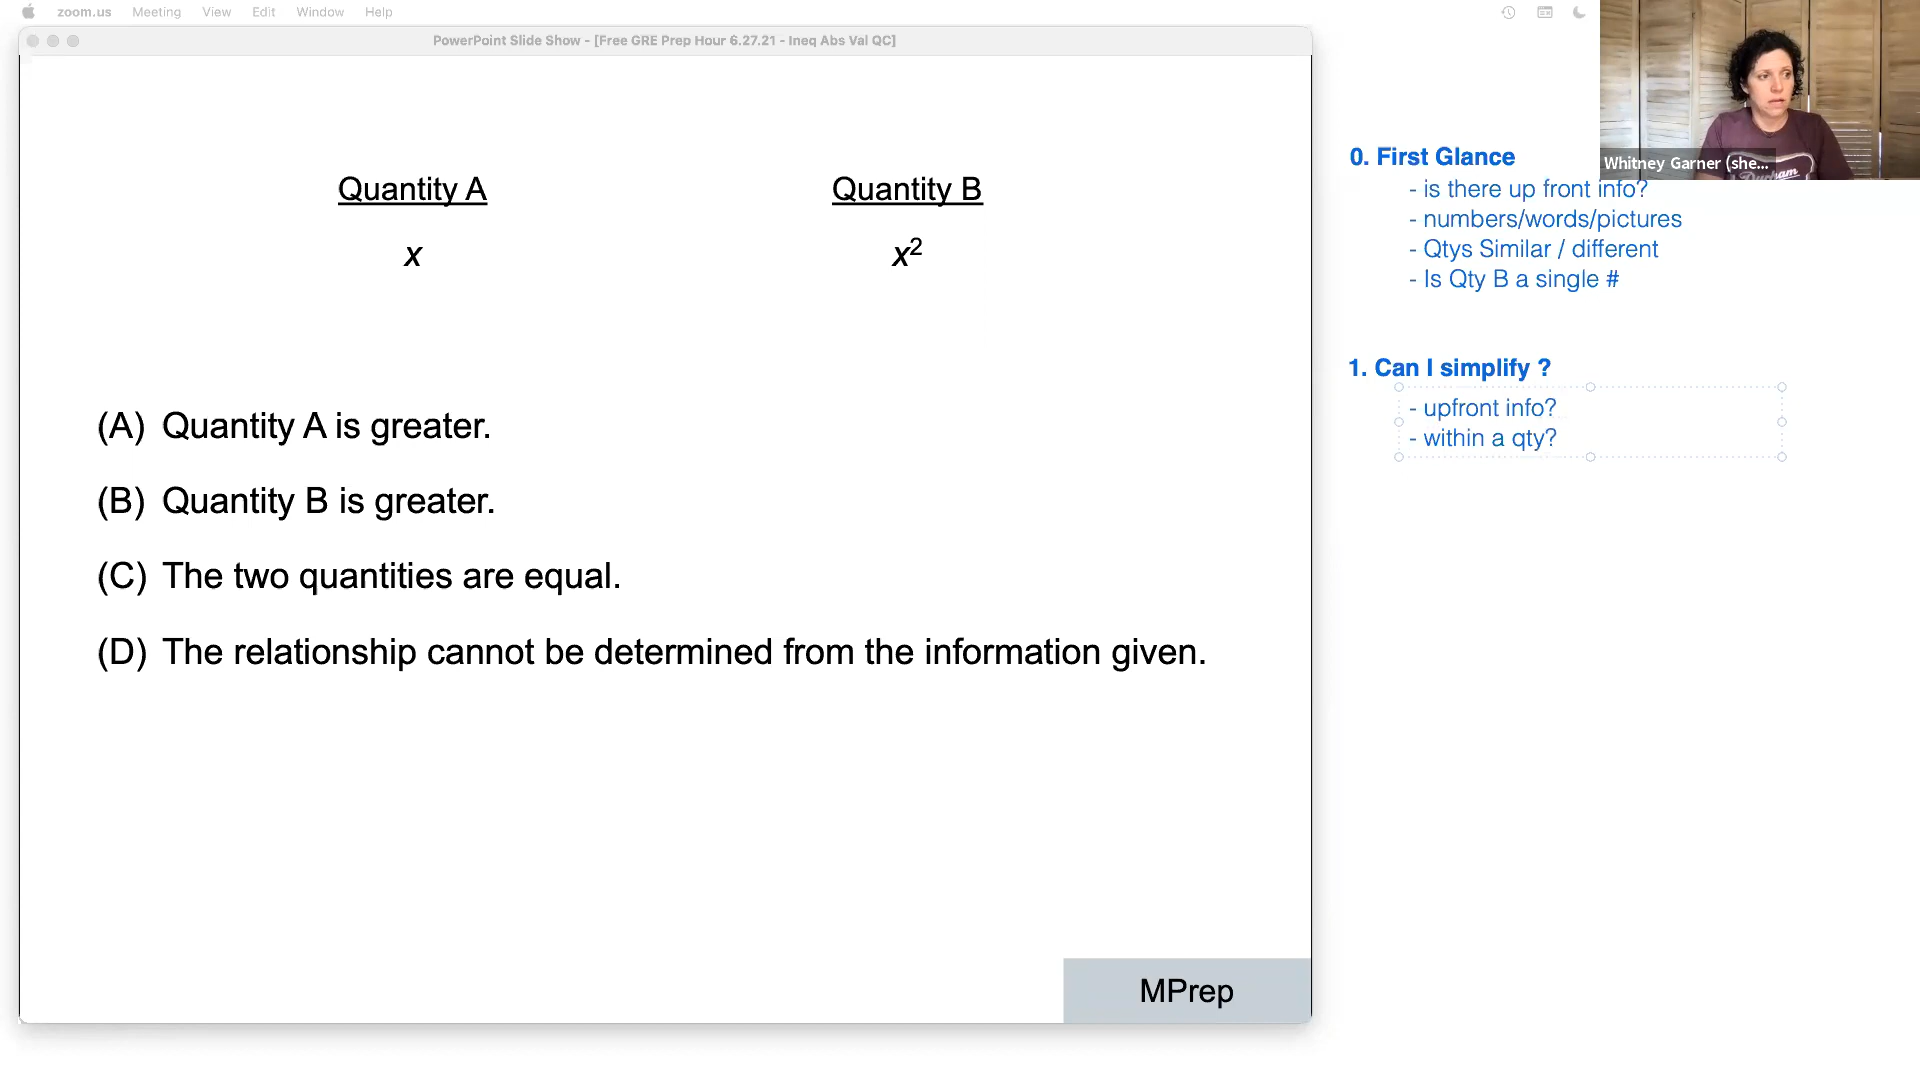 zoom.us Meeting View Edit Window Help
PowerPoint Slide Show - [Free GRE Prep Hour 6.27.21 - Ineq Abs Val QC]
Quantity A Quantity B
x x²
(A) Quantity A is greater.
(B) Quantity B is greater.
(C) The two quantities are equal.
(D) The relationship cannot be determined from the information given.
MPrep
0. First Glance
- is there up front info?
- numbers/words/pictures
- Qtys Similar / different
- Is Qty B a single #
1. Can I simplify ?
- upfront info?
- within a qty?
Whitney Garner (she...
Durham